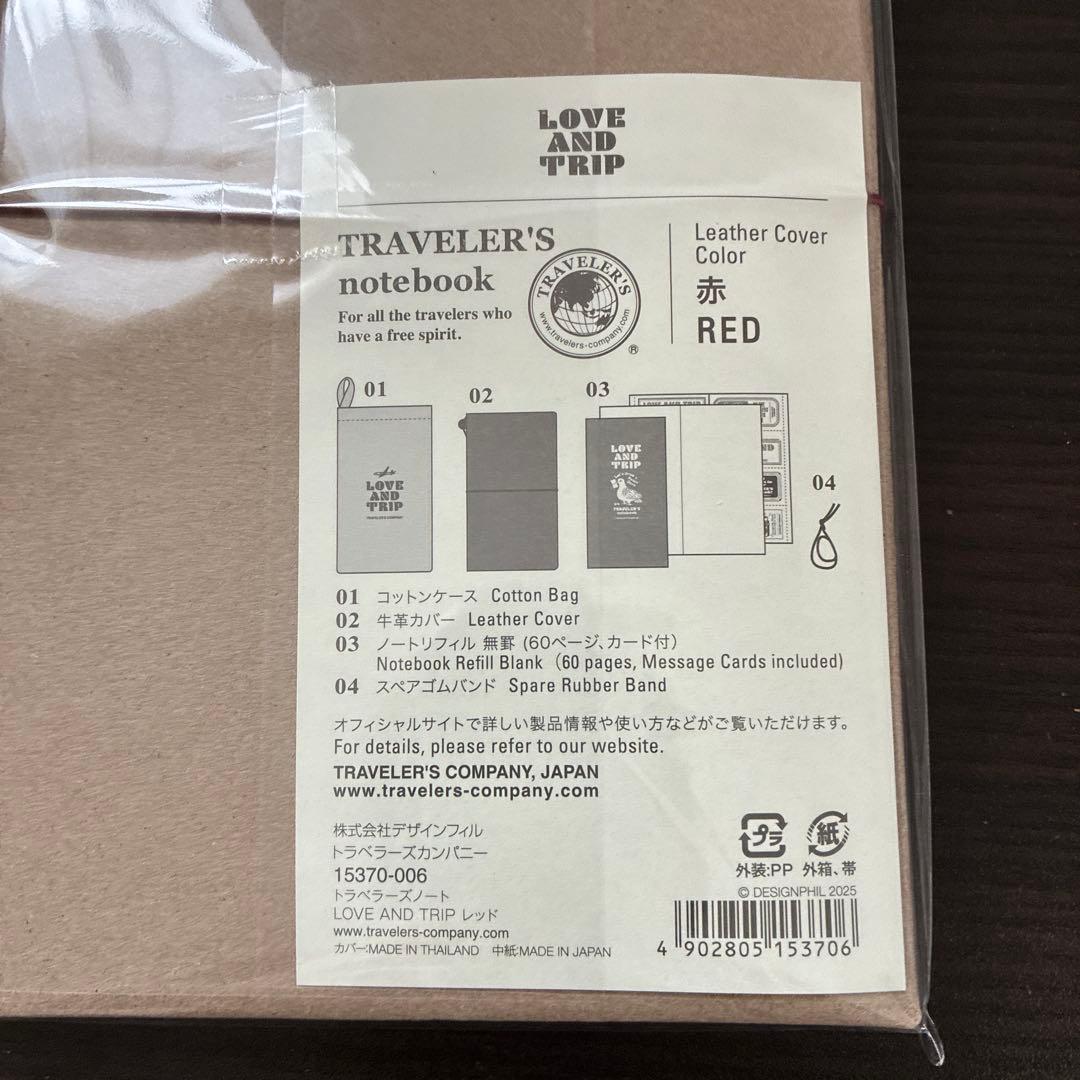 LOVE
AND
TRIP
TRAVELER'S
notebook
For all the travelers who
have a free spirit.
TRAVELER'S
www.travelers-company.com
®
Leather Cover
Color
赤
RED
01
02
03
04
LOVE
AND
TRIP
TRAVEL'S COMPANY
LOVE
AND
TRIP
TRAVELER'S
LOVE AND TRIP
01 コットンケース Cotton Bag
02 牛革カバー Leather Cover
03 ノートリフィル 無罫 (60ページ、カード付)
Notebook Refill Blank (60 pages, Message Cards included)
04 スペアゴムバンド Spare Rubber Band
オフィシャルサイトで詳しい製品情報や使い方などがご覧いただけます。
For details, please refer to our website.
TRAVELER'S COMPANY, JAPAN
www.travelers-company.com
株式会社デザインフィル
トラベラーズカンパニー
15370-006
トラベラーズノート
LOVE AND TRIP レッド
www.travelers-company.com
カバー:MADE IN THAILAND 中紙:MADE IN JAPAN
プラ
紙
外装:PP 外箱、帯
© DESIGNPHIL 2025
4 902805 153706